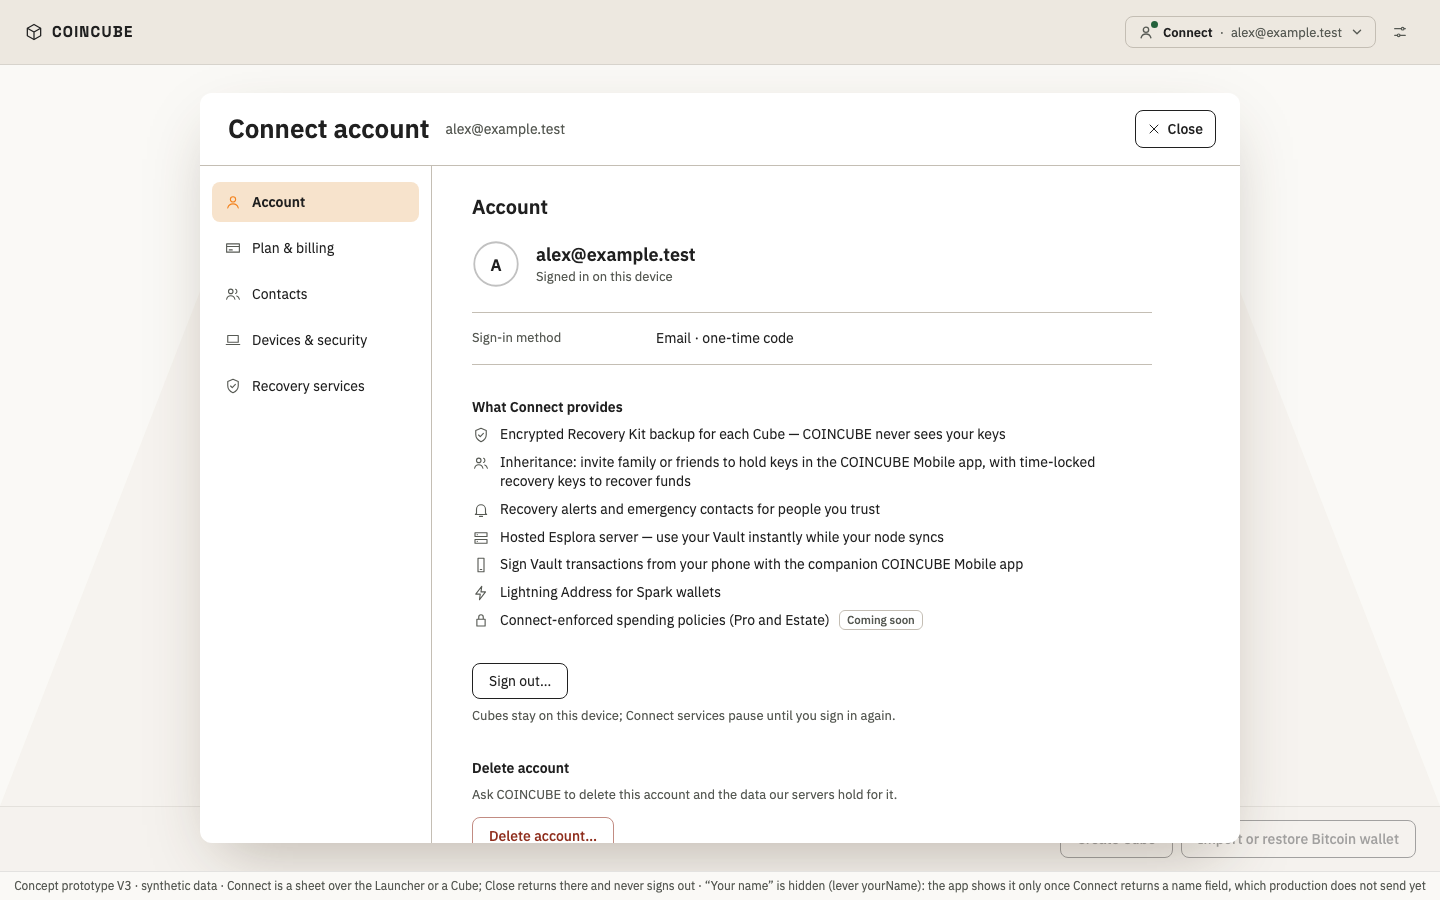 COINCUBE
Connect · alex@example.test
Connect account alex@example.test
Close
Account
Plan & billing
Contacts
Devices & security
Recovery services
Account
A
alex@example.test
Signed in on this device
Sign-in method Email · one-time code
What Connect provides
Encrypted Recovery Kit backup for each Cube — COINCUBE never sees your keys
Inheritance: invite family or friends to hold keys in the COINCUBE Mobile app, with time-locked
recovery keys to recover funds
Recovery alerts and emergency contacts for people you trust
Hosted Esplora server — use your Vault instantly while your node syncs
Sign Vault transactions from your phone with the companion COINCUBE Mobile app
Lightning Address for Spark wallets
Connect-enforced spending policies (Pro and Estate) Coming soon
Sign out...
Cubes stay on this device; Connect services pause until you sign in again.
Delete account
Ask COINCUBE to delete this account and the data our servers hold for it.
Delete account...
or restore Bitcoin wallet
Concept prototype V3 · synthetic data · Connect is a sheet over the Launcher or a Cube; Close returns there and never signs out · “Your name” is hidden (lever yourName): the app shows it only once Connect returns a name field, which production does not send yet